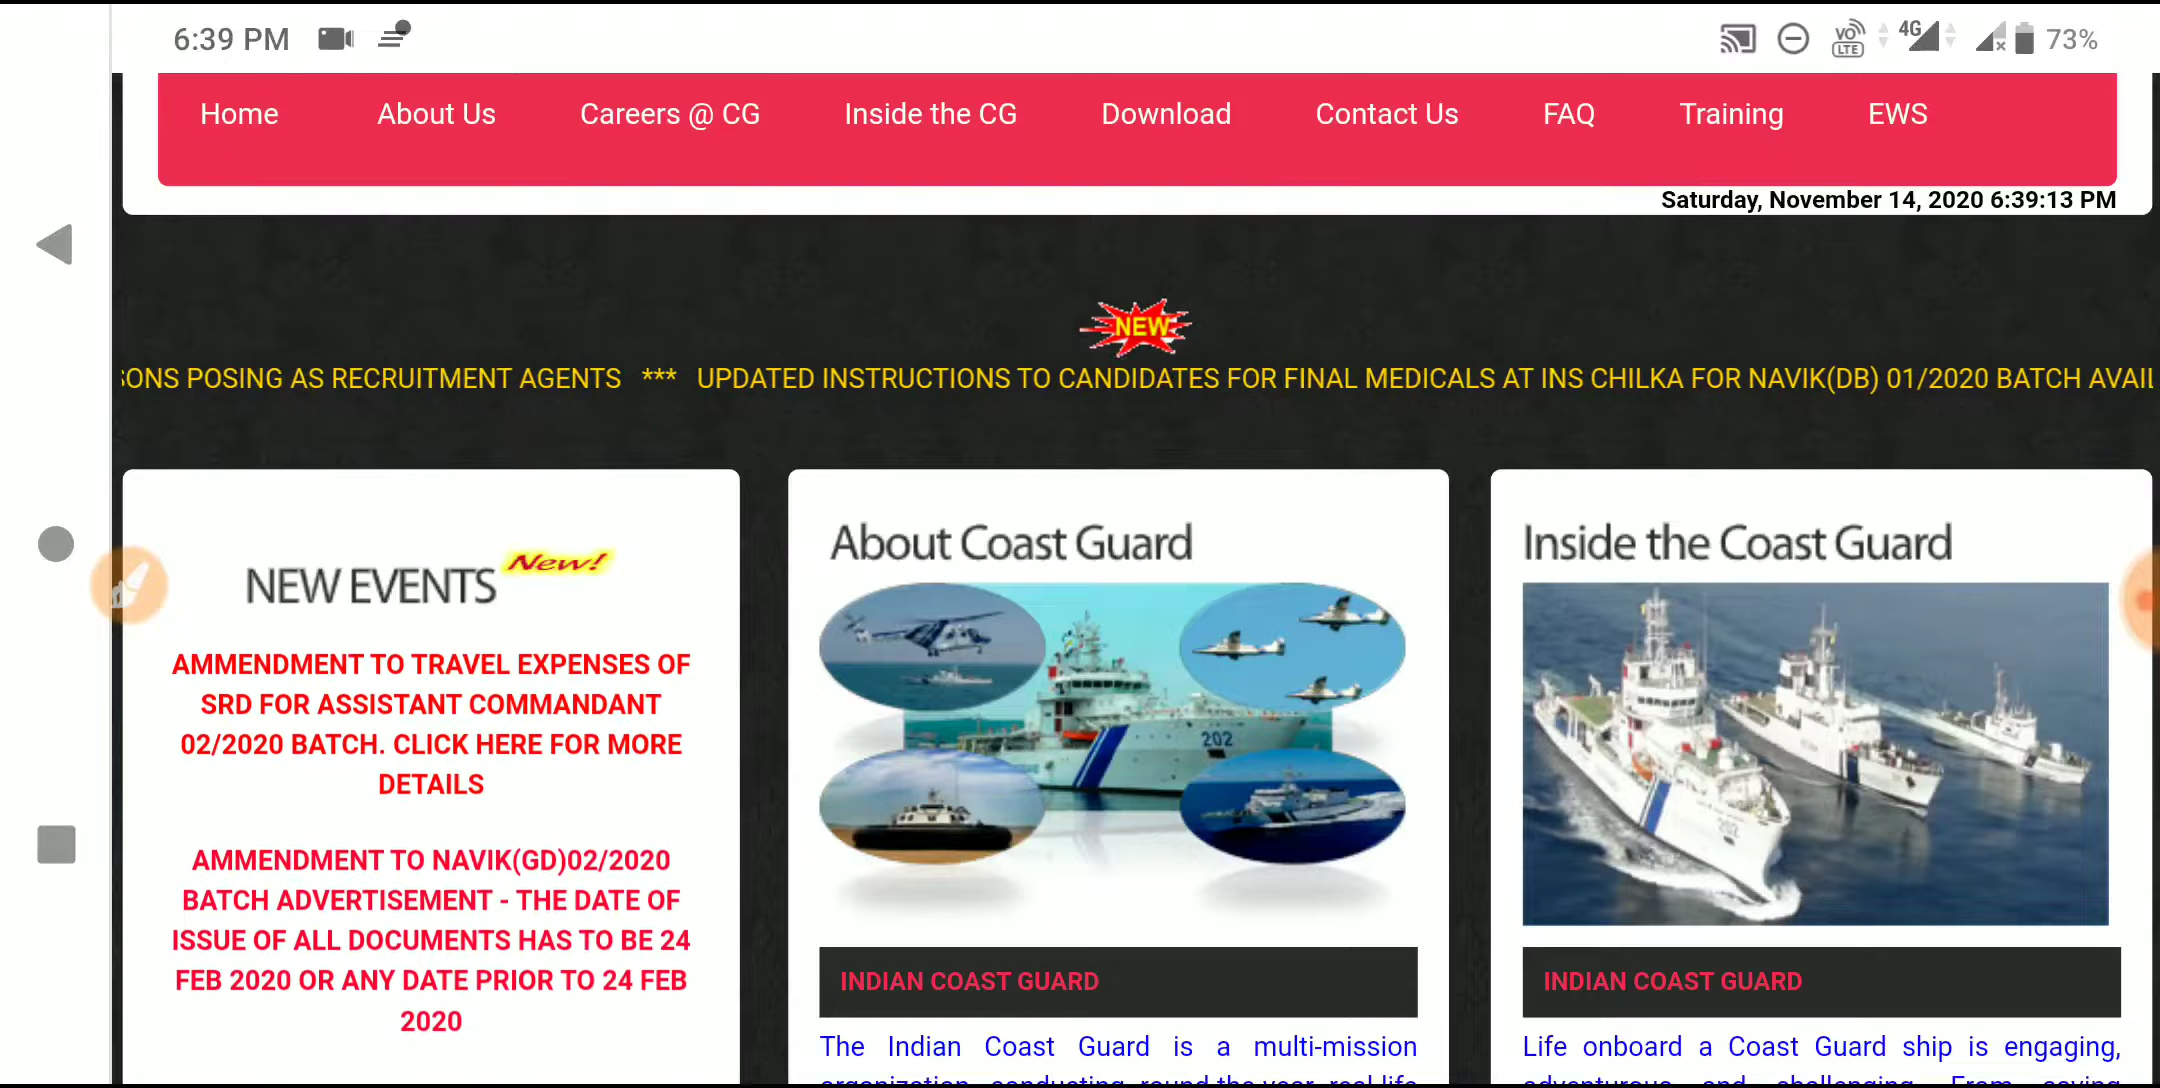 6:39 PM
VO LTE 4G 73%
Home About Us Careers @ CG Inside the CG Download Contact Us FAQ Training EWS
Saturday, November 14, 2020 6:39:13 PM
NEW
POSING AS RECRUITMENT AGENTS *** UPDATED INSTRUCTIONS TO CANDIDATES FOR FINAL MEDICALS AT INS CHILKA FOR NAVIK(DB) 01/2020 BATCH
NEW EVENTS New!
AMMENDMENT TO TRAVEL EXPENSES OF
SRD FOR ASSISTANT COMMANDANT
02/2020 BATCH. CLICK HERE FOR MORE
DETAILS
AMMENDMENT TO NAVIK(GD)02/2020
BATCH ADVERTISEMENT - THE DATE OF
ISSUE OF ALL DOCUMENTS HAS TO BE 24
FEB 2020 OR ANY DATE PRIOR TO 24 FEB
2020
About Coast Guard
202
INDIAN COAST GUARD
The Indian Coast Guard is a multi-mission
Inside the Coast Guard
202
INDIAN COAST GUARD
Life onboard a Coast Guard ship is engaging,